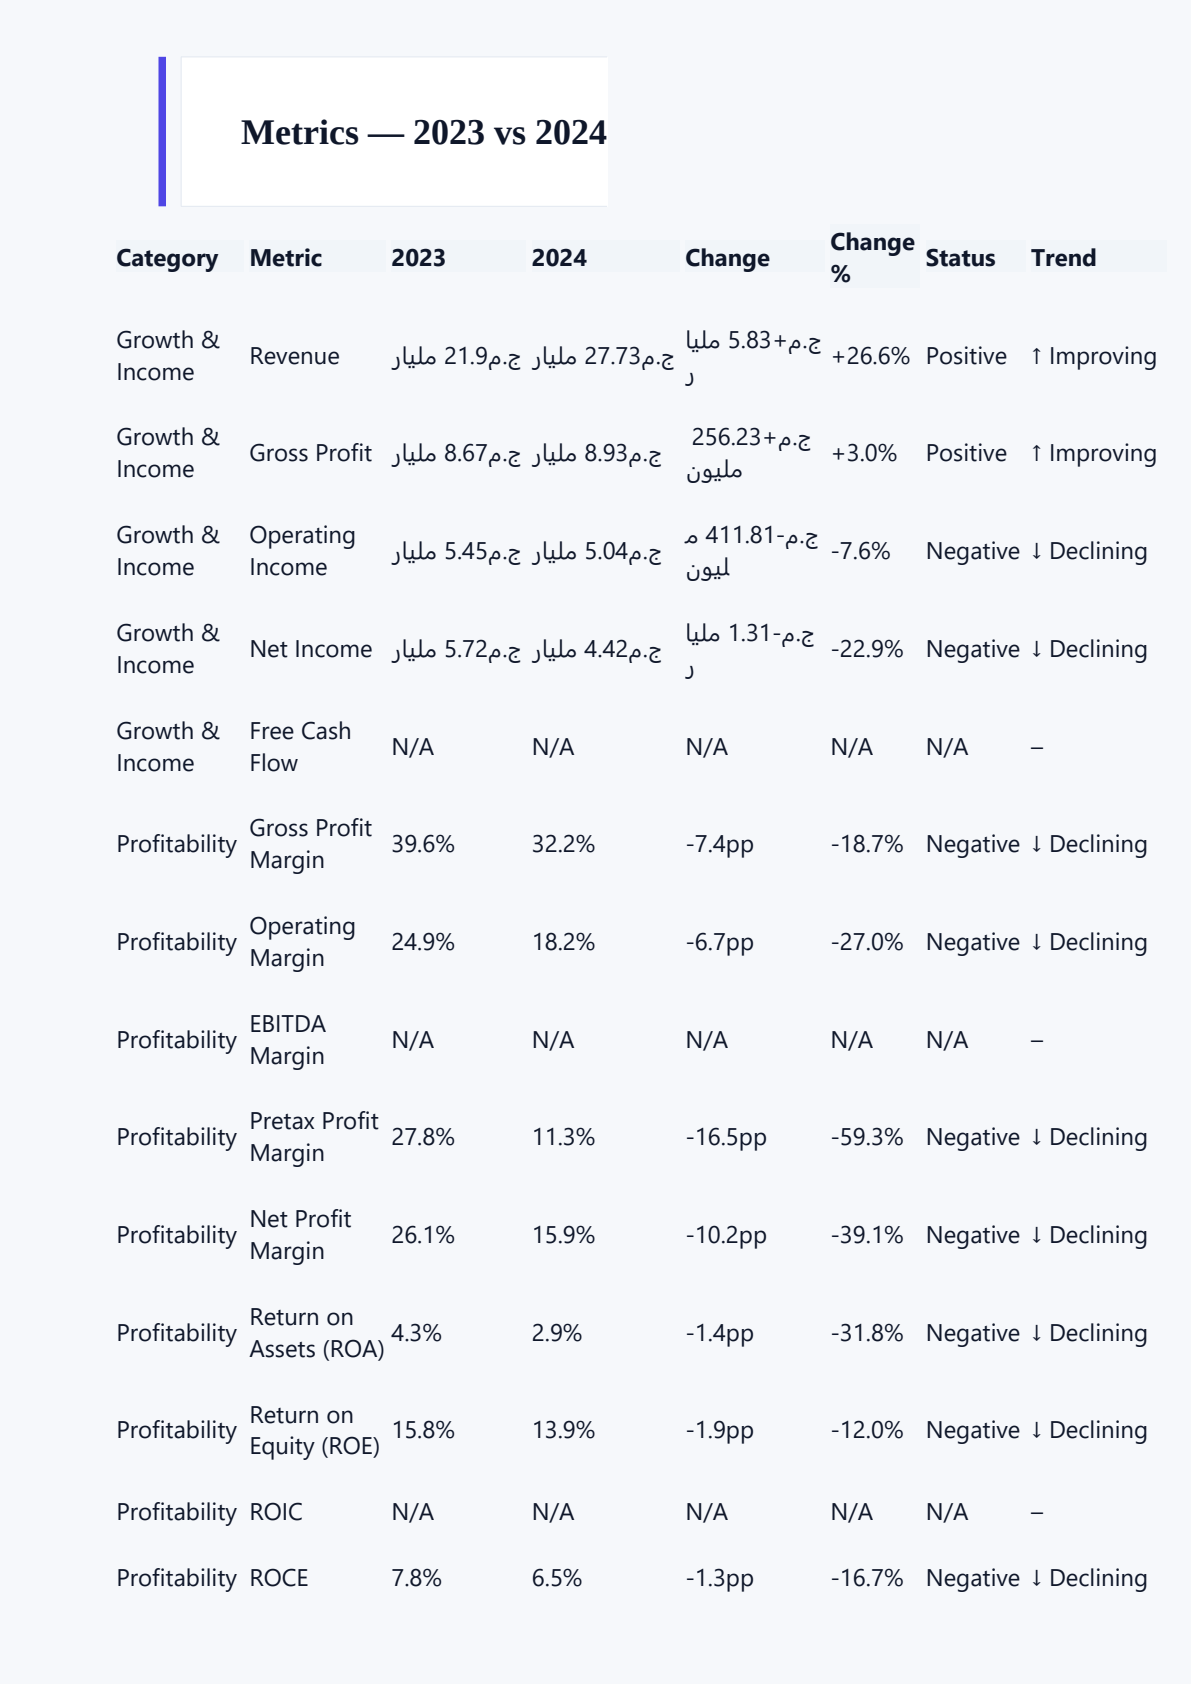 Metrics — 2023 vs 2024
Category Metric 2023 2024 Change Change % Status Trend
Growth & Income Revenue ج.م21.9 مليار ج.م27.73 مليار ج.م+5.83 مليار +26.6% Positive ↑ Improving
Growth & Income Gross Profit ج.م8.67 مليار ج.م8.93 مليار ج.م+256.23 مليون +3.0% Positive ↑ Improving
Growth & Income Operating Income ج.م5.45 مليار ج.م5.04 مليار ج.م-411.81 مليون -7.6% Negative ↓ Declining
Growth & Income Net Income ج.م5.72 مليار ج.م4.42 مليار ج.م-1.31 مليار -22.9% Negative ↓ Declining
Growth & Income Free Cash Flow N/A N/A N/A N/A N/A –
Profitability Gross Profit Margin 39.6% 32.2% -7.4pp -18.7% Negative ↓ Declining
Profitability Operating Margin 24.9% 18.2% -6.7pp -27.0% Negative ↓ Declining
Profitability EBITDA Margin N/A N/A N/A N/A N/A –
Profitability Pretax Profit Margin 27.8% 11.3% -16.5pp -59.3% Negative ↓ Declining
Profitability Net Profit Margin 26.1% 15.9% -10.2pp -39.1% Negative ↓ Declining
Profitability Return on Assets (ROA) 4.3% 2.9% -1.4pp -31.8% Negative ↓ Declining
Profitability Return on Equity (ROE) 15.8% 13.9% -1.9pp -12.0% Negative ↓ Declining
Profitability ROIC N/A N/A N/A N/A N/A –
Profitability ROCE 7.8% 6.5% -1.3pp -16.7% Negative ↓ Declining